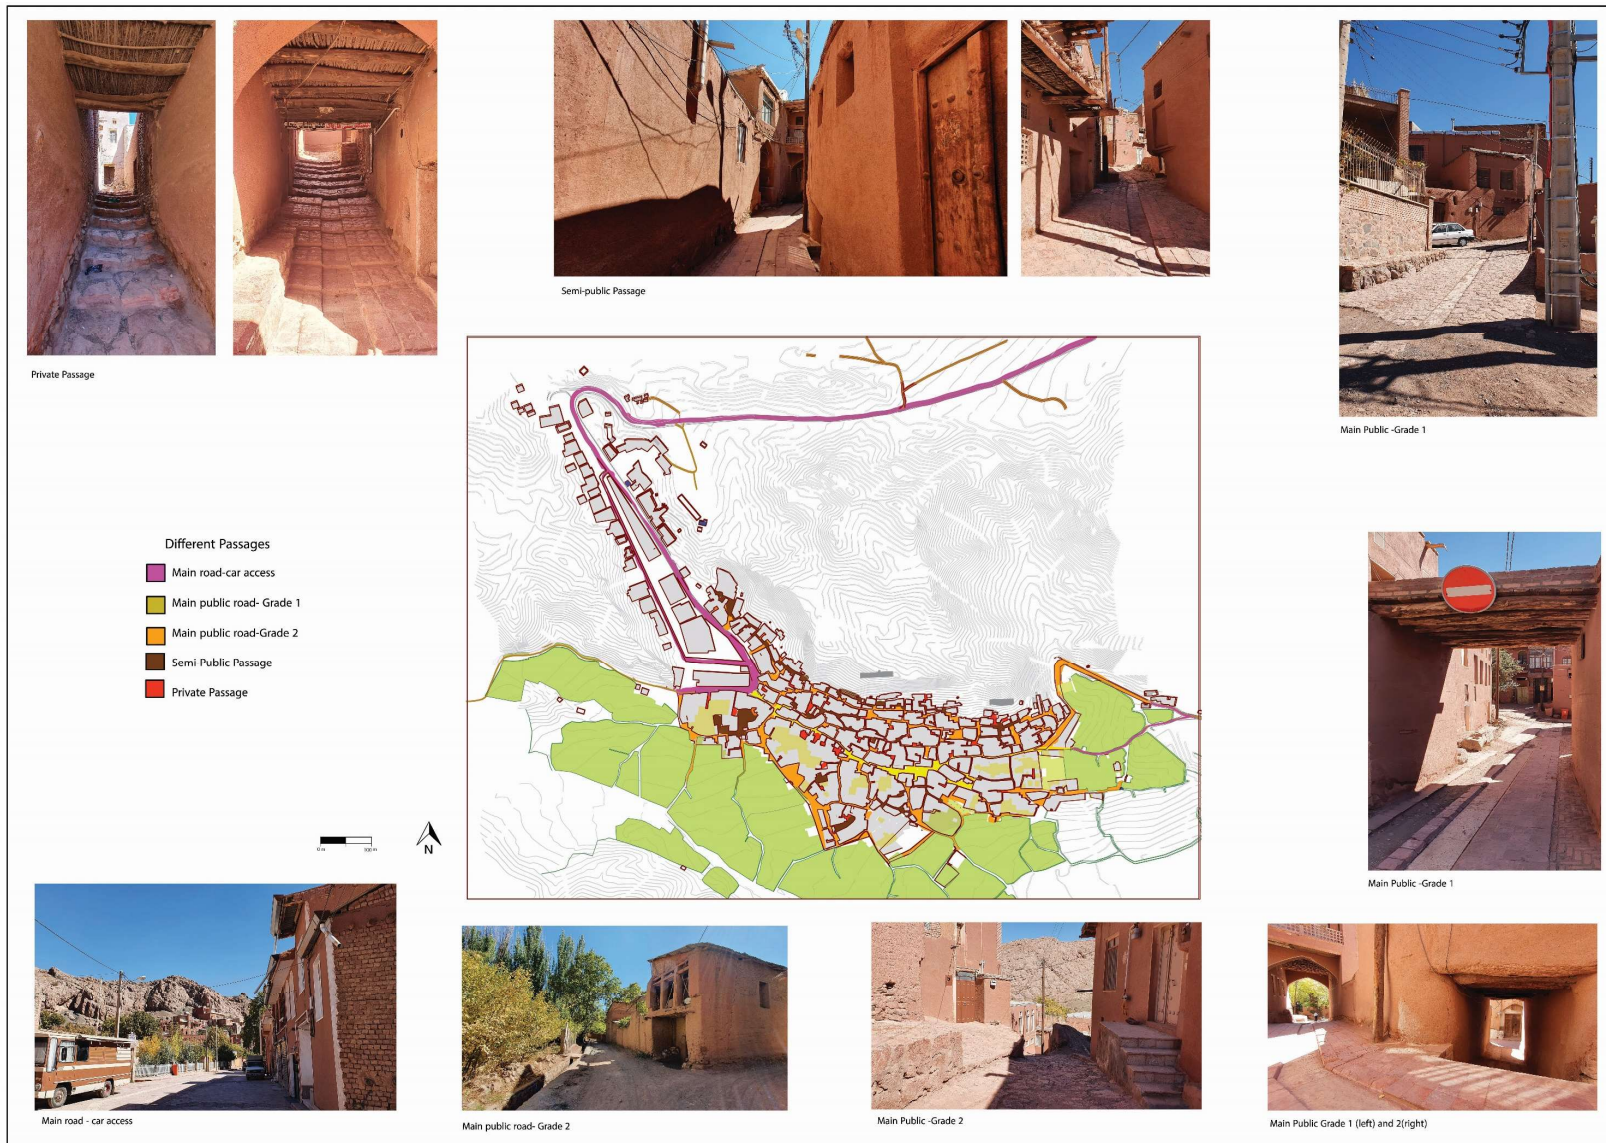 Private Passage
Semi-public Passage
Main Public -Grade 1
Different Passages
Main road-car access
Main public road- Grade 1
Main public road-Grade 2
Semi Public Passage
Private Passage
0 m
N
Main Public -Grade 1
Main road - car access
Main public road- Grade 2
Main Public -Grade 2
Main Public Grade 1 (left) and 2(right)